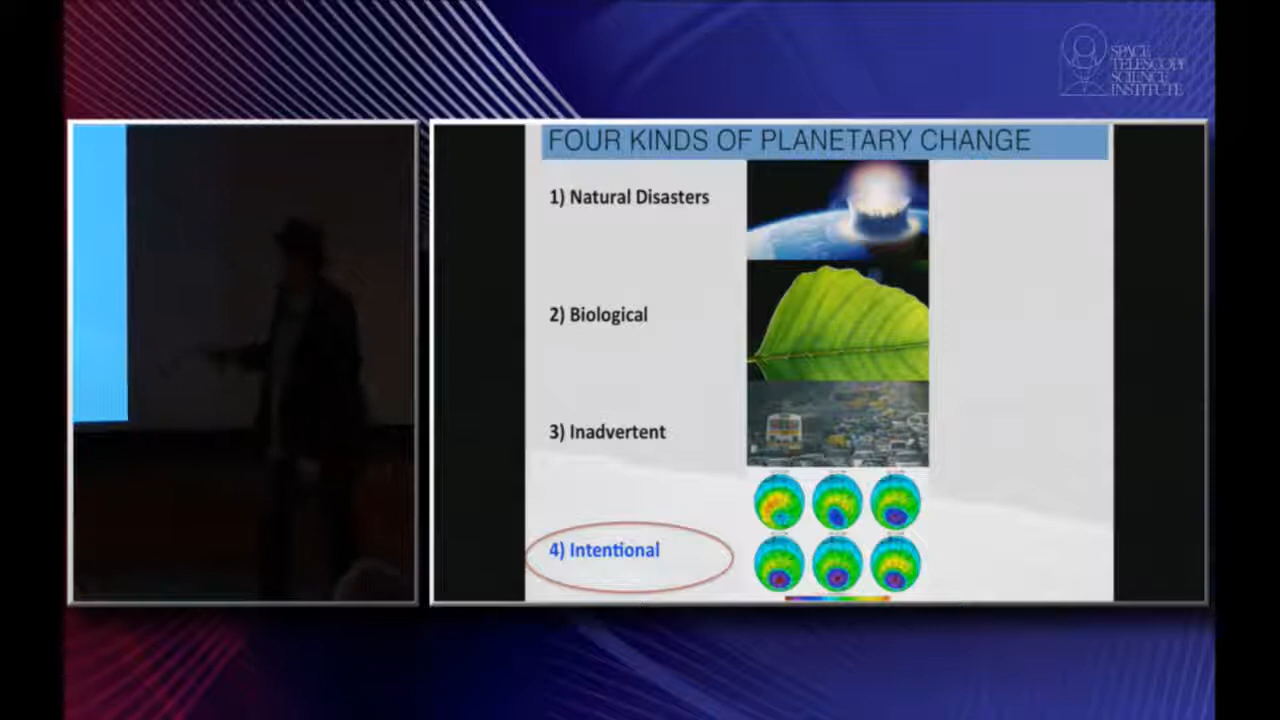 SPACE
TELESCOPE
SCIENCE
INSTITUTE
FOUR KINDS OF PLANETARY CHANGE
1) Natural Disasters
2) Biological
3) Inadvertent
4) Intentional